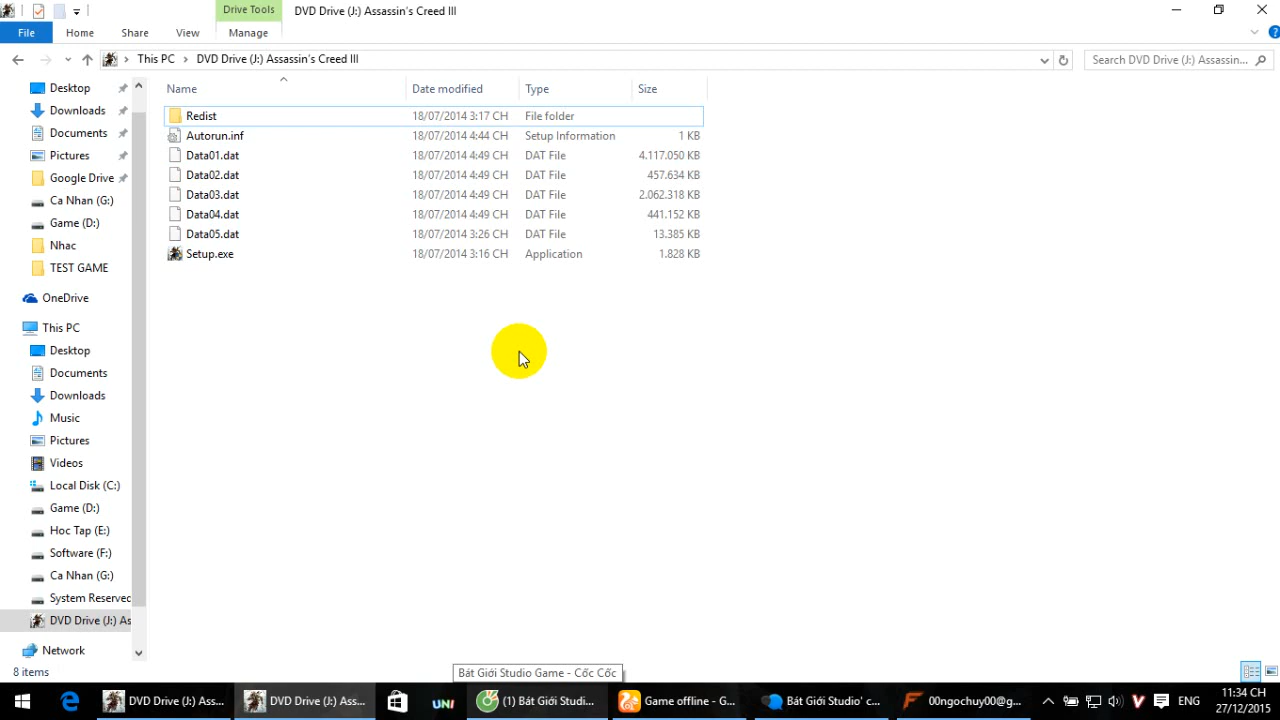 Drive Tools
DVD Drive (J:) Assassin's Creed III
File
Home
Share
View
Manage
This PC
DVD Drive (J:) Assassin's Creed III
Search DVD Drive (J:) Assassin...
Name
Date modified
Type
Size
Redist
18/07/2014 3:17 CH
File folder
Autorun.inf
18/07/2014 4:44 CH
Setup Information
1 KB
Data01.dat
18/07/2014 4:49 CH
DAT File
4.117.050 KB
Data02.dat
18/07/2014 4:49 CH
DAT File
457.634 KB
Data03.dat
18/07/2014 4:49 CH
DAT File
2.062.318 KB
Data04.dat
18/07/2014 4:49 CH
DAT File
441.152 KB
Data05.dat
18/07/2014 3:26 CH
DAT File
13.385 KB
Setup.exe
18/07/2014 3:16 CH
Application
1.828 KB
Desktop
Downloads
Documents
Pictures
Google Drive
Ca Nhan (G:)
Game (D:)
Nhac
TEST GAME
OneDrive
This PC
Desktop
Documents
Downloads
Music
Pictures
Videos
Local Disk (C:)
Game (D:)
Hoc Tap (E:)
Software (F:)
Ca Nhan (G:)
System Reserved
DVD Drive (J:) As
Network
8 items
Bát Giới Studio Game - Cốc Cốc
DVD Drive (J:) Ass...
DVD Drive (J:) Ass...
UNI
(1) Bát Giới Studi...
Game offline - G...
Bát Giới Studio' c...
00ngochuy00@g...
ENG
11:34 CH
27/12/2015